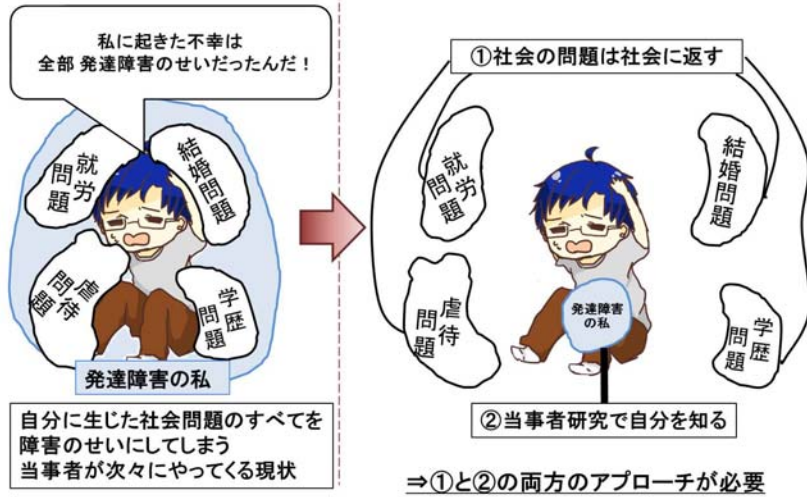 私に起きた不幸は
全部 発達障害のせいだったんだ！
就労
問題
結婚問題
虐待
問題
学歴
問題
発達障害の私
自分に生じた社会問題のすべてを
障害のせいにしてしまう
当事者が次々にやってくる現状
①社会の問題は社会に返す
就労
問題
結婚問題
虐待
問題
学歴
問題
発達障害
の私
②当事者研究で自分を知る
⇒①と②の両方のアプローチが必要